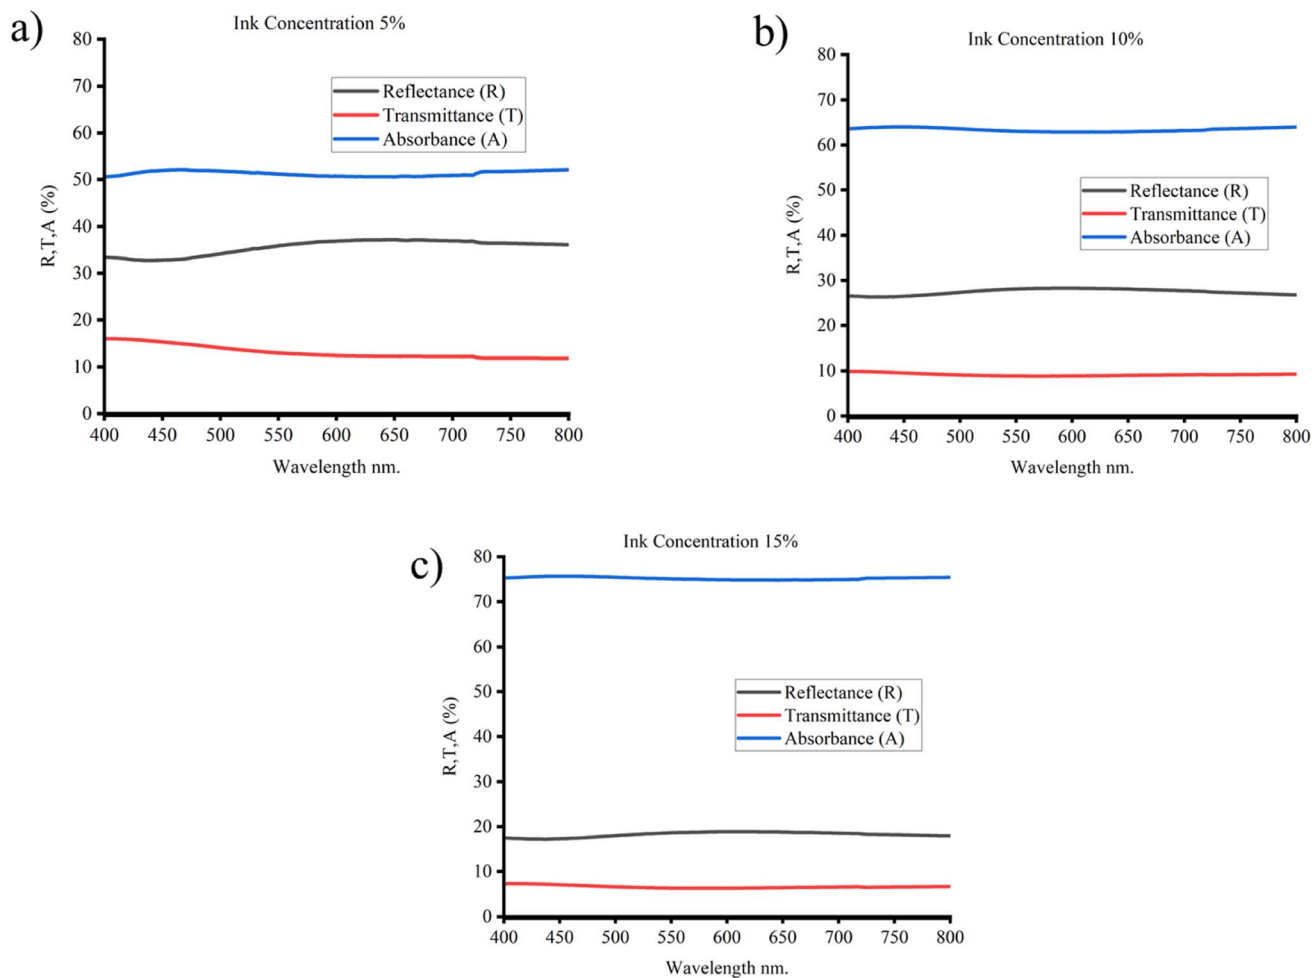 a)
Ink Concentration 5%
80
70
60
50
40
30
20
10
0
R,T,A (%)
Reflectance (R)
Transmittance (T)
Absorbance (A)
400 450 500 550 600 650 700 750 800
Wavelength nm.
b)
Ink Concentration 10%
80
70
60
50
40
30
20
10
0
R,T,A (%)
Reflectance (R)
Transmittance (T)
Absorbance (A)
400 450 500 550 600 650 700 750 800
Wavelength nm.
c)
Ink Concentration 15%
80
70
60
50
40
30
20
10
0
R,T,A (%)
Reflectance (R)
Transmittance (T)
Absorbance (A)
400 450 500 550 600 650 700 750 800
Wavelength nm.